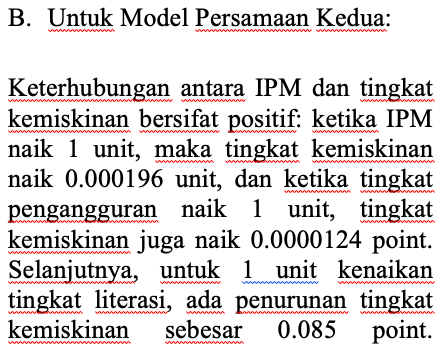 B. Untuk Model Persamaan Kedua:
Keterhubungan antara IPM dan tingkat
kemiskinan bersifat positif: ketika IPM
naik 1 unit, maka tingkat kemiskinan
naik 0.000196 unit, dan ketika tingkat
pengangguran naik 1 unit, tingkat
kemiskinan juga naik 0.0000124 point.
Selanjutnya, untuk 1 unit kenaikan
tingkat literasi, ada penurunan tingkat
kemiskinan sebesar 0.085 point.